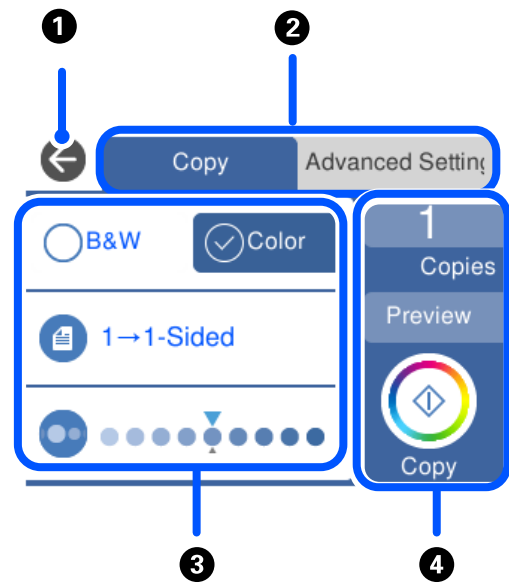 1
2
Copy
Advanced Setting
B&W
Color
1
Copies
Preview
1→1-Sided
Copy
3
4